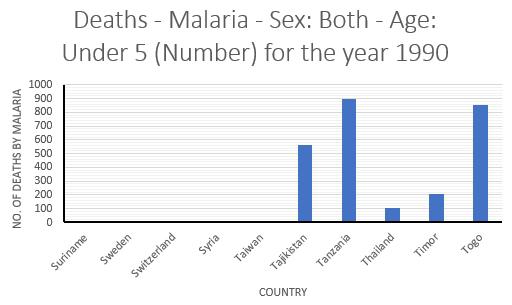 Deaths - Malaria - Sex: Both - Age:
Under 5 (Number) for the year 1990
NO. OF DEATHS BY MALARIA
1000
900
800
700
600
500
400
300
200
100
0
Suriname
Sweden
Switzerland
Syria
Taiwan
Tajikistan
Tanzania
Thailand
Timor
Togo
COUNTRY